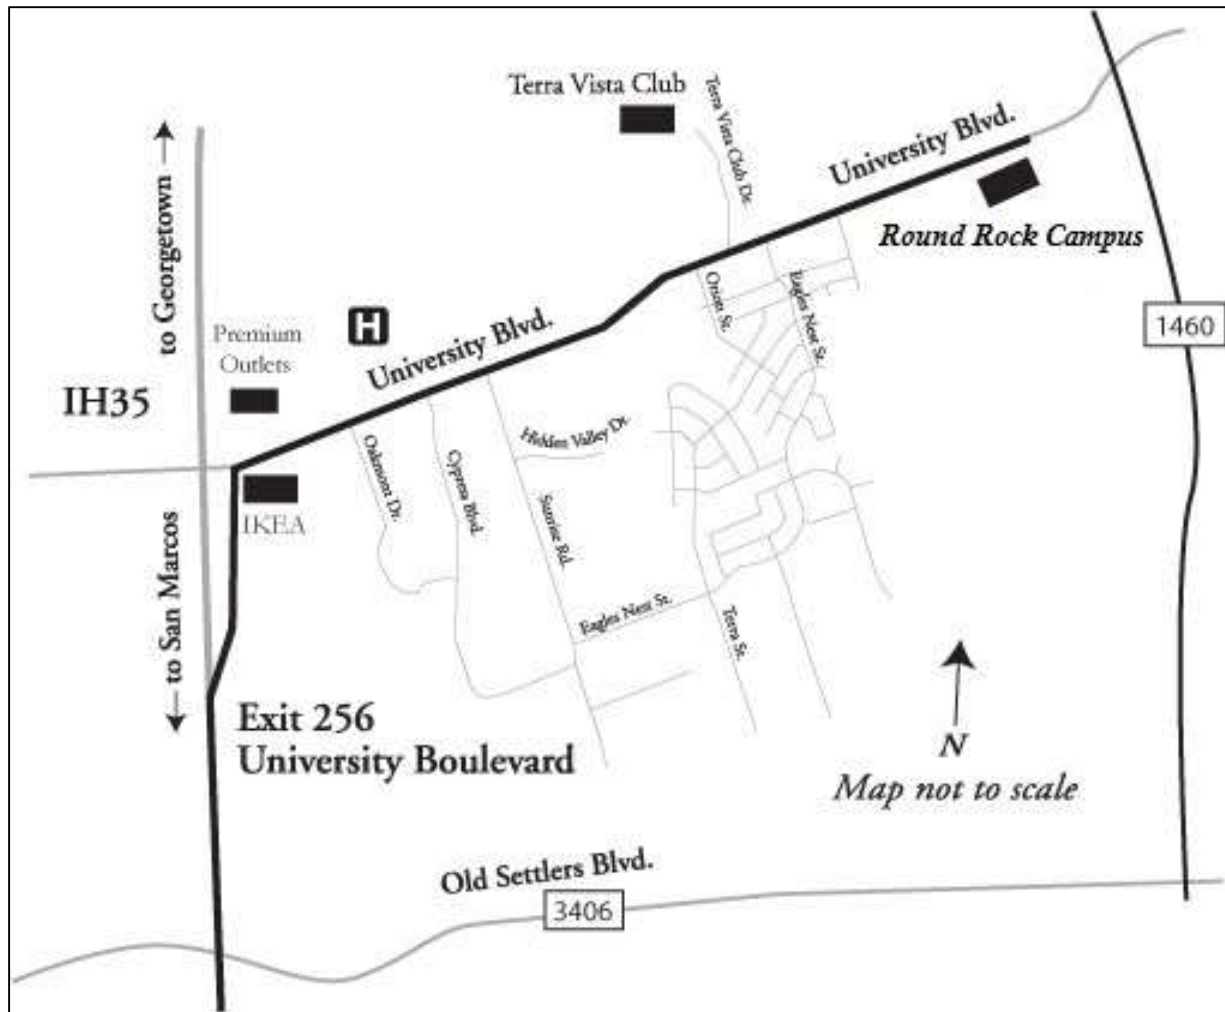 Terra Vista Club
Terra Vista Club Dr.
University Blvd.
Round Rock Campus
to Georgetown
Premium
Outlets
H
University Blvd.
Orion St.
Eagles Nest St.
1460
IH35
Hidden Valley Dr.
Oakmont Dr.
Cypress Blvd.
Sunrise Rd.
IKEA
to San Marcos
Eagles Nest St.
Terra St.
Exit 256
University Boulevard
N
Map not to scale
Old Settlers Blvd.
3406